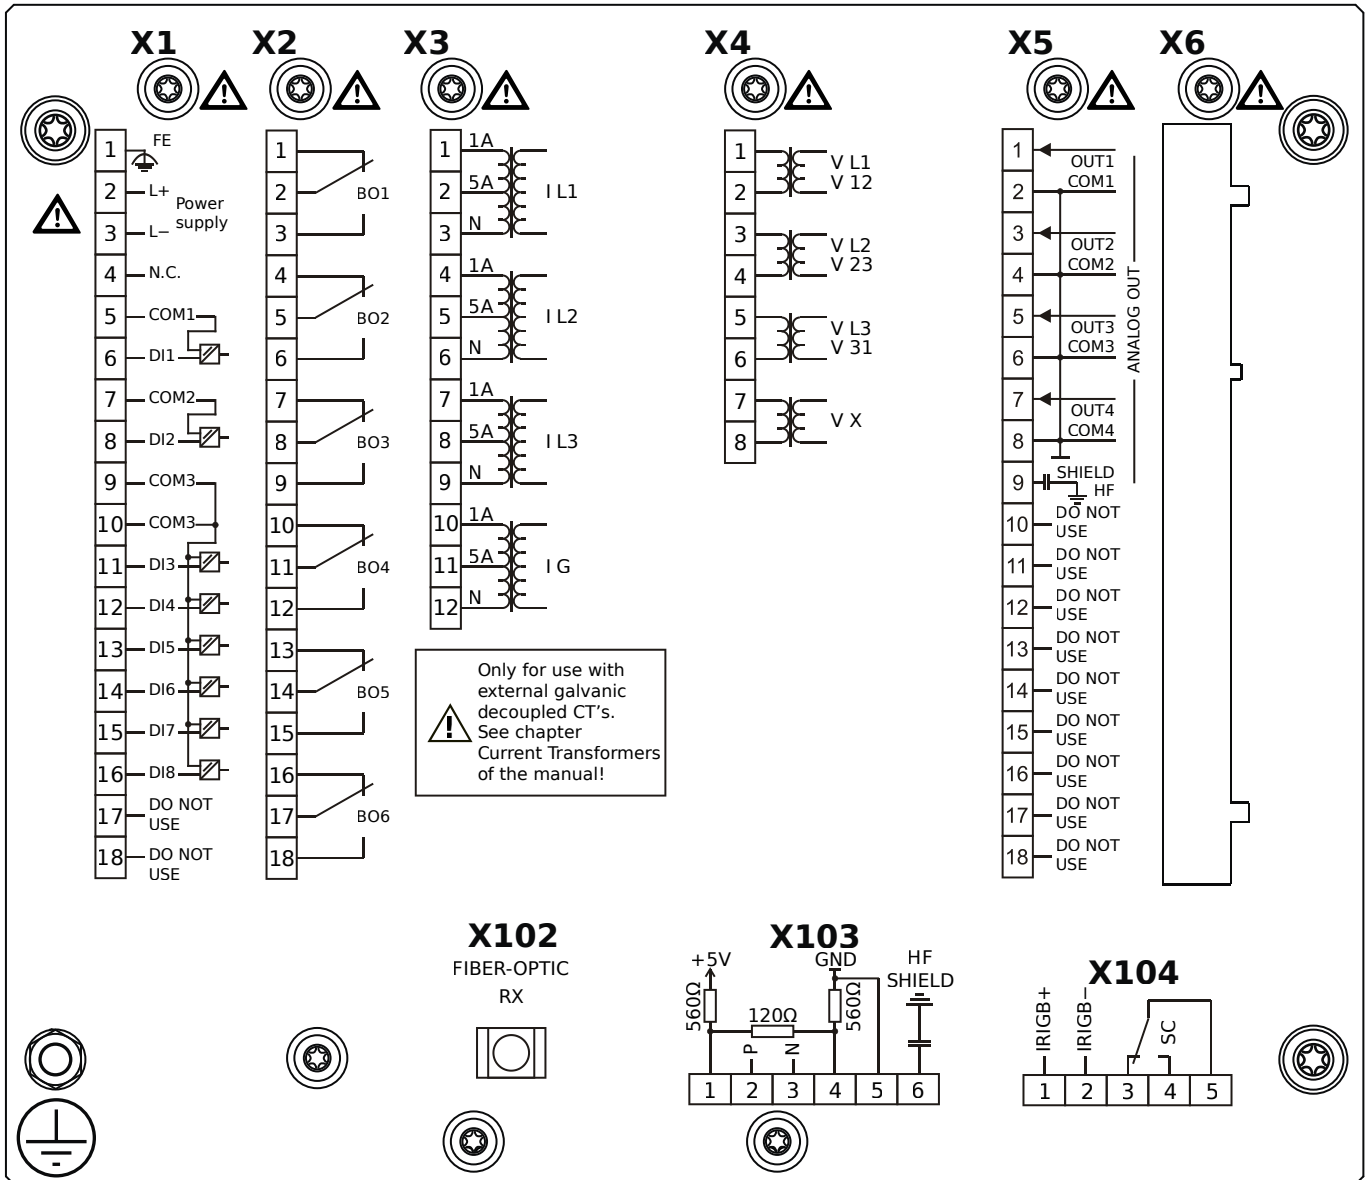 X1
X2
X3
X4
X5
X6
1 FE
2 L+
Power
supply
3 L−
4 N.C.
5 COM1
6 DI1
7 COM2
8 DI2
9 COM3
10 COM3
11 DI3
12 DI4
13 DI5
14 DI6
15 DI7
16 DI8
17 DO NOT
USE
18 DO NOT
USE
1
2 BO1
3
4
5 BO2
6
7
8 BO3
9
10
11 BO4
12
13
14 BO5
15
16
17 BO6
18
1 1A
2 5A I L1
3 N
4 1A
5 5A I L2
6 N
7 1A
8 5A I L3
9 N
10 1A
11 5A I G
12 N
Only for use with
external galvanic
decoupled CT's.
See chapter
Current Transformers
of the manual!
1 V L1
2 V 12
3 V L2
4 V 23
5 V L3
6 V 31
7 V X
8
1 OUT1
2 COM1
3 OUT2
4 COM2
5 OUT3
6 COM3
7 OUT4
8 COM4
ANALOG OUT
9 SHIELD
HF
10 DO NOT
USE
11 DO NOT
USE
12 DO NOT
USE
13 DO NOT
USE
14 DO NOT
USE
15 DO NOT
USE
16 DO NOT
USE
17 DO NOT
USE
18 DO NOT
USE
X102
FIBER-OPTIC
RX
X103
+5V GND HF
SHIELD
560Ω 120Ω 560Ω
P N
1 2 3 4 5 6
X104
IRIGB+ IRIGB− SC
1 2 3 4 5